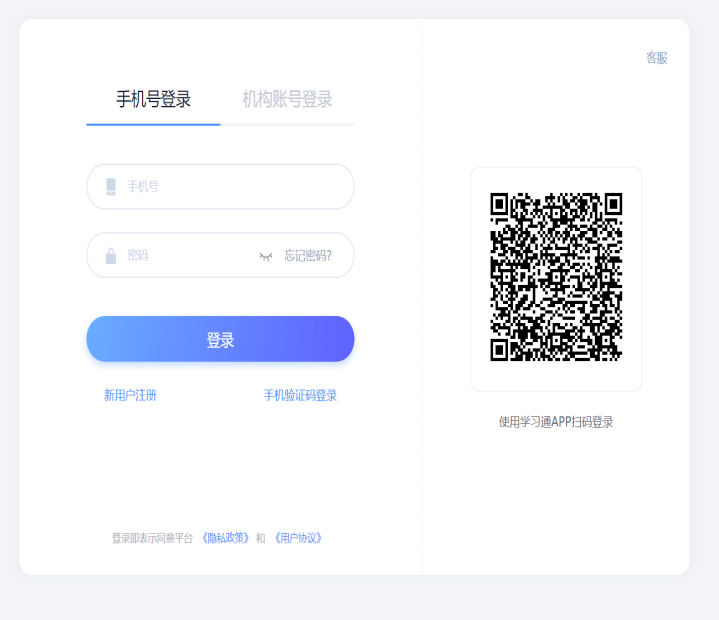 客服
手机号登录 机构账号登录
手机号
密码 忘记密码?
登录
新用户注册 手机验证码登录
使用学习通APP扫码登录
登录即表示同意平台 《隐私政策》 和 《用户协议》